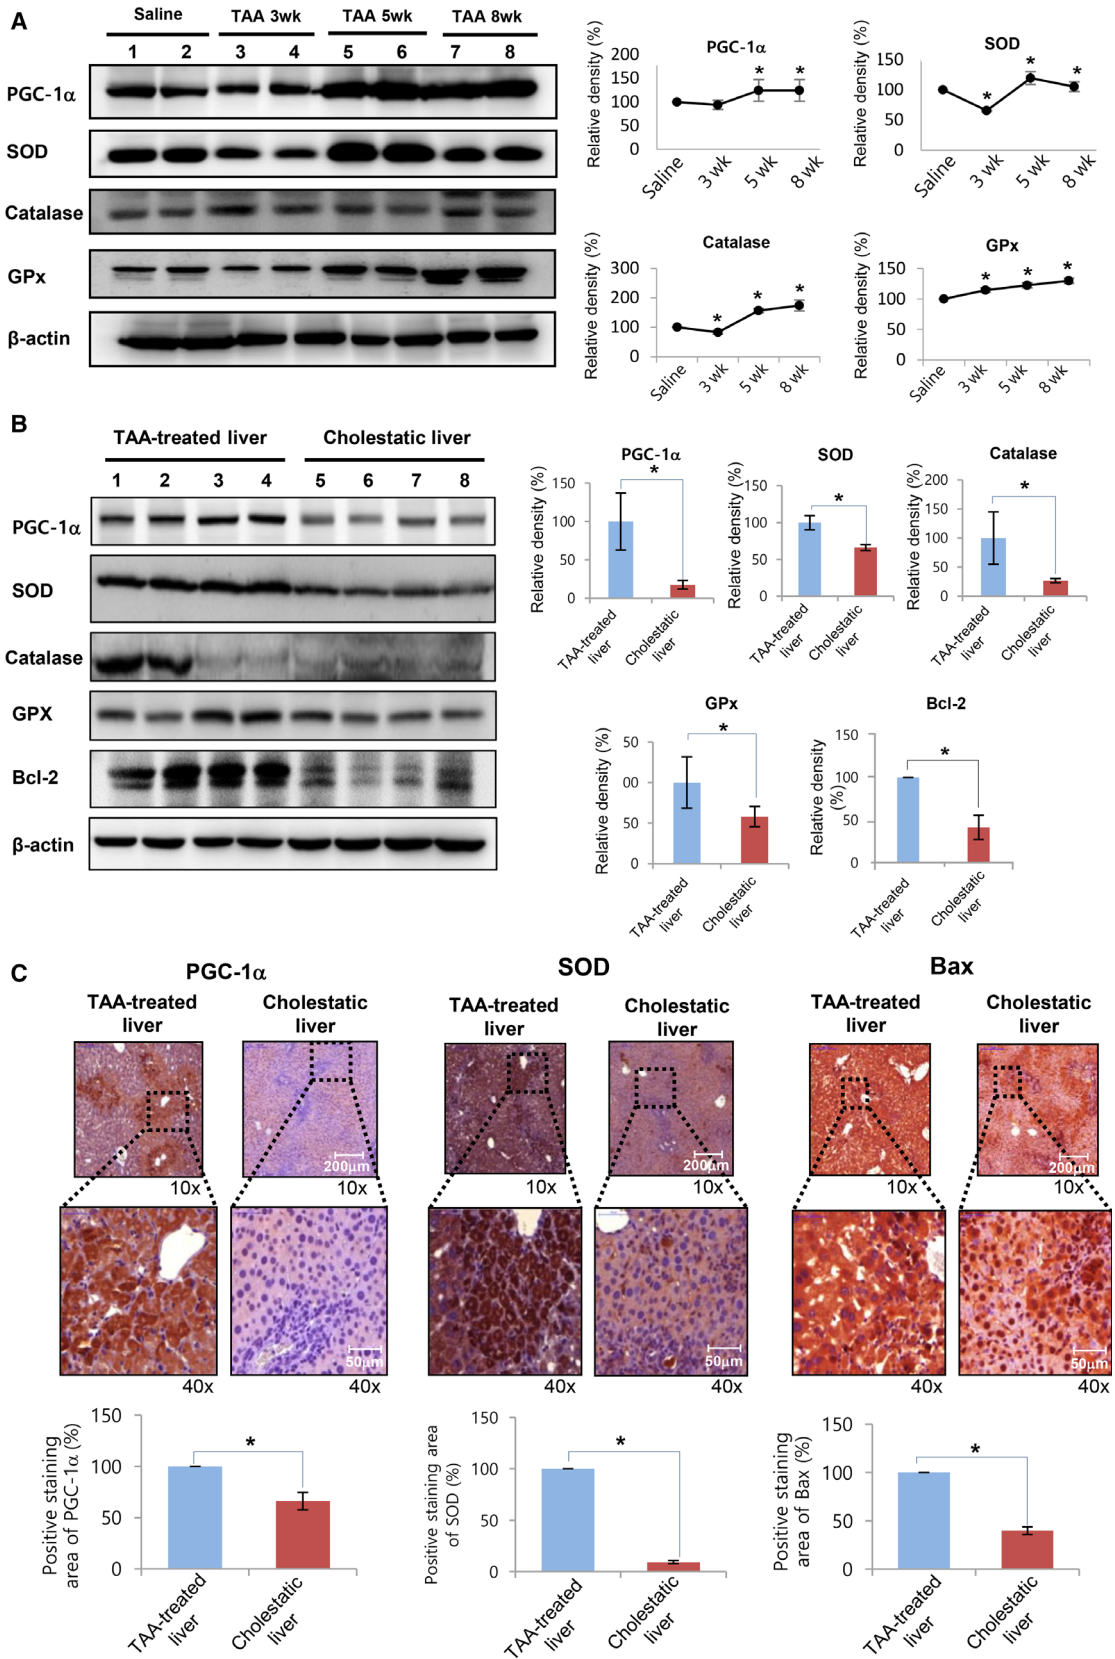 A
Saline TAA 3wk TAA 5wk TAA 8wk
1 2 3 4 5 6 7 8
PGC-1α
SOD
Catalase
GPx
β-actin
PGC-1α
Relative density (%)
200
150
100
50
0
* *
Saline 3 wk 5 wk 8 wk
SOD
Relative density (%)
150
100
50
0
* * *
Saline 3 wk 5 wk 8 wk
Catalase
Relative density (%)
300
200
100
0
* * *
Saline 3 wk 5 wk 8 wk
GPx
Relative density (%)
150
100
50
0
* * *
Saline 3 wk 5 wk 8 wk
B
TAA-treated liver Cholestatic liver
1 2 3 4 5 6 7 8
PGC-1α
SOD
Catalase
GPX
Bcl-2
β-actin
PGC-1α
Relative density (%)
150
100
50
0
*
TAA-treated
liver
Cholestatic
liver
SOD
Relative density (%)
150
100
50
0
*
TAA-treated
liver
Cholestatic
liver
Catalase
Relative density (%)
200
150
100
50
0
*
TAA-treated
liver
Cholestatic
liver
GPx
Relative density (%)
50
00
50
0
*
TAA-treated
liver
Cholestatic
liver
Bcl-2
Relative density
(%)
150
100
50
0
*
TAA-treated
liver
Cholestatic
liver
C
PGC-1α
TAA-treated
liver
Cholestatic
liver
200μm
10x 10x
50μm
40x 40x
SOD
TAA-treated
liver
Cholestatic
liver
200μm
10x 10x
50μm
40x 40x
Bax
TAA-treated
liver
Cholestatic
liver
200μm
10x 10x
50μm
40x 40x
Positive staining
area of PGC-1α (%)
150
100
50
0
*
TAA-treated
liver
Cholestatic
liver
Positive staining area
of SOD (%)
150
100
50
0
*
TAA-treated
liver
Cholestatic
liver
Positive staining
area of Bax (%)
150
100
50
0
*
TAA-treated
liver
Cholestatic
liver